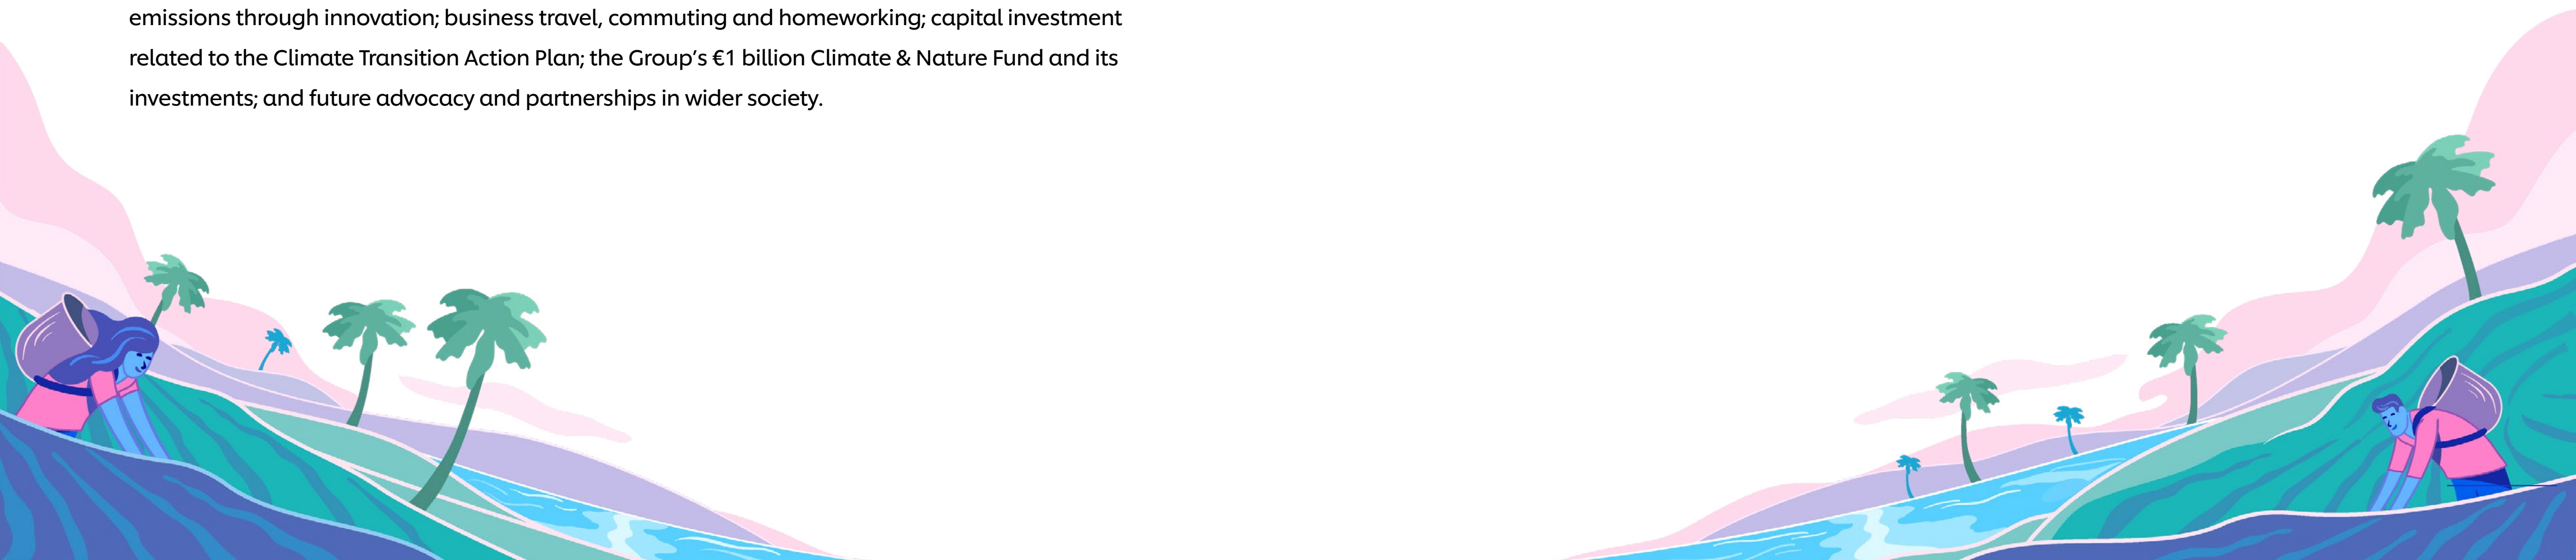 emissions through innovation; business travel, commuting and homeworking; capital investment
related to the Climate Transition Action Plan; the Group’s €1 billion Climate & Nature Fund and its
investments; and future advocacy and partnerships in wider society.